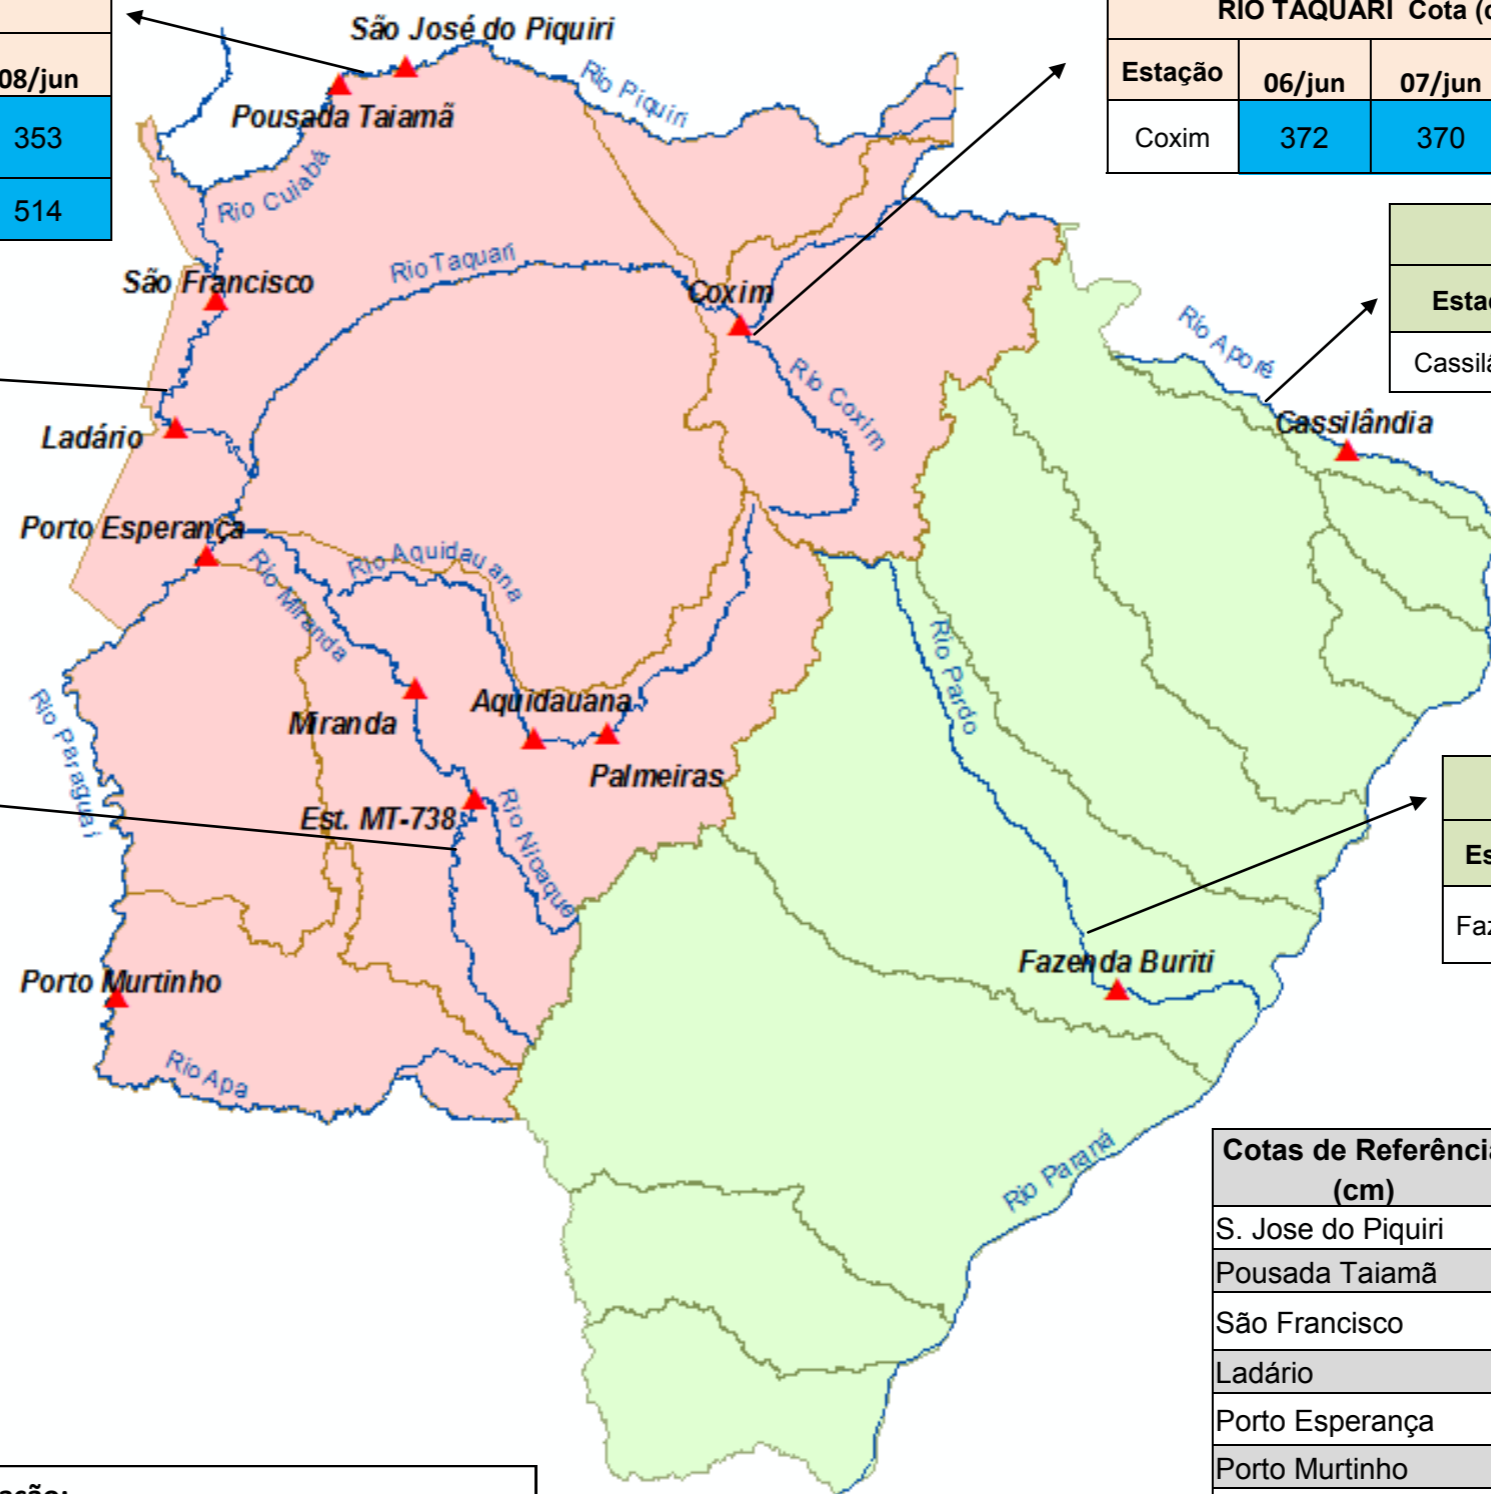 RIO TAQUARI Cota (c
Estação 06/jun 07/jun
Coxim 372 370
08/jun
353
514
São José do Piquiri
Pousada Taiamã
Rio Piquiri
Rio Cuiabá
São Francisco
Rio Taquari
Coxim
Rio Coxim
Rio Aporé
Cassilândia
Esta
Cassil
Ladário
Porto Esperança
Rio Miranda
Rio Aquidauana
Rio Pardo
Rio Paraguai
Miranda
Aquidauana
Palmeiras
Est. MT-738
Rio Nioaque
Es
Faz
Fazenda Buriti
Porto Murtinho
Rio Apa
Rio Paraná
Cotas de Referência
(cm)
S. Jose do Piquiri
Pousada Taiamã
São Francisco
Ladário
Porto Esperança
Porto Murtinho